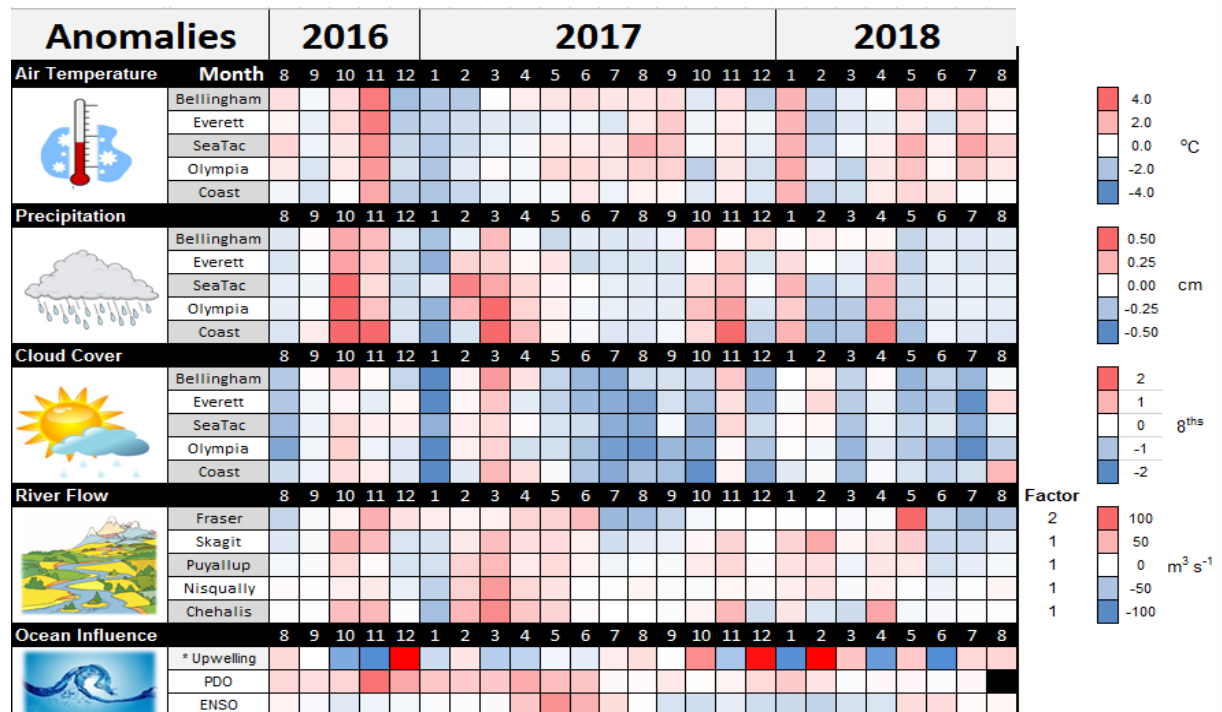 Anomalies 2016 2017 2018
Air Temperature Month 8 9 10 11 12 1 2 3 4 5 6 7 8 9 10 11 12 1 2 3 4 5 6 7 8
Bellingham 4.0
Everett 2.0
SeaTac 0.0 °C
Olympia -2.0
Coast -4.0
Precipitation 8 9 10 11 12 1 2 3 4 5 6 7 8 9 10 11 12 1 2 3 4 5 6 7 8
Bellingham 0.50
Everett 0.25
SeaTac 0.00 cm
Olympia -0.25
Coast -0.50
Cloud Cover 8 9 10 11 12 1 2 3 4 5 6 7 8 9 10 11 12 1 2 3 4 5 6 7 8
Bellingham 2
Everett 1
SeaTac 0 8ths
Olympia -1
Coast -2
River Flow 8 9 10 11 12 1 2 3 4 5 6 7 8 9 10 11 12 1 2 3 4 5 6 7 8 Factor
Fraser 2 100
Skagit 1 50
Puyallup 1 0 m³ s⁻¹
Nisqually 1 -50
Chehalis 1 -100
Ocean Influence 8 9 10 11 12 1 2 3 4 5 6 7 8 9 10 11 12 1 2 3 4 5 6 7 8
* Upwelling
PDO
ENSO